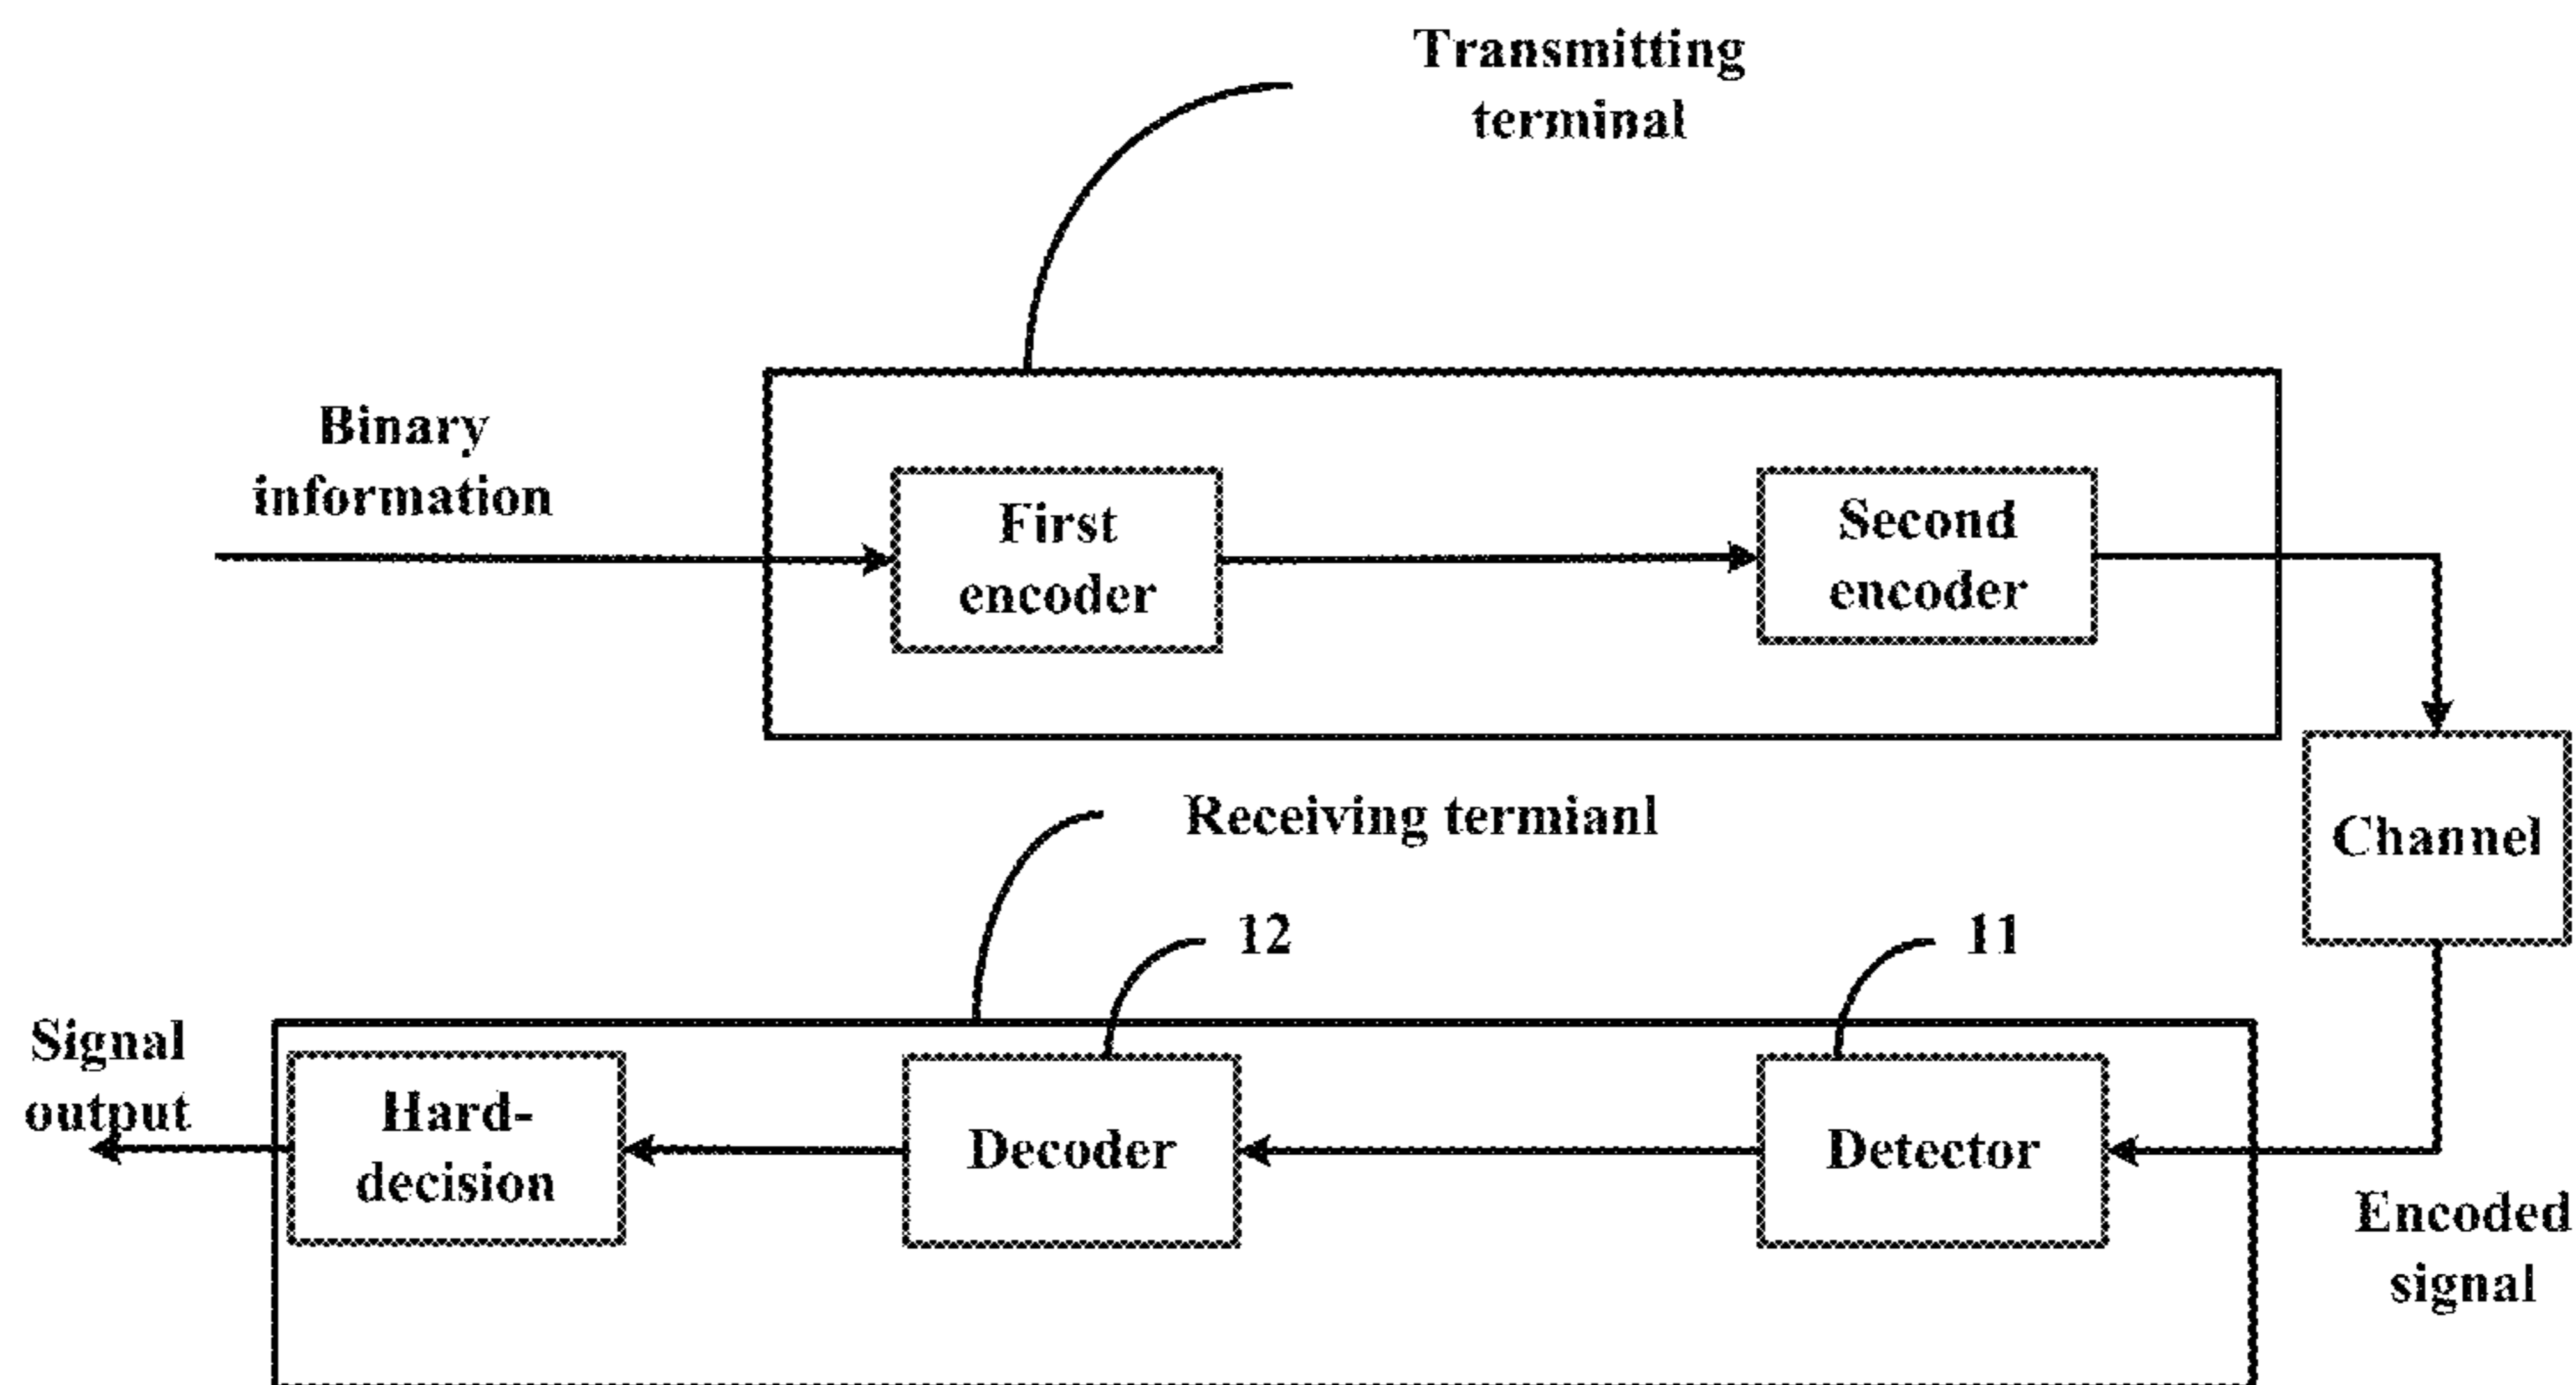 Transmitting
terminal
Binary
information
First
encoder
Second
encoder
Channel
Receiving termianl
12
11
Signal
output
Hard-
decision
Decoder
Detector
Encoded
signal